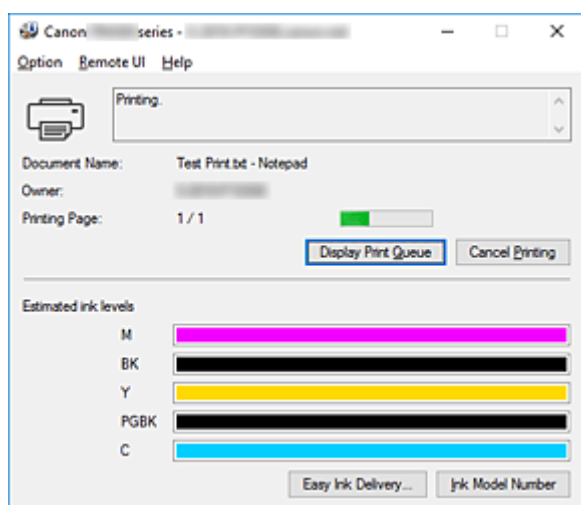 Canon series -
Option Remote UI Help
Printing.
Document Name: Test Print.txt - Notepad
Owner:
Printing Page: 1 / 1
Display Print Queue Cancel Printing
Estimated ink levels
M
BK
Y
PGBK
C
Easy Ink Delivery... Ink Model Number